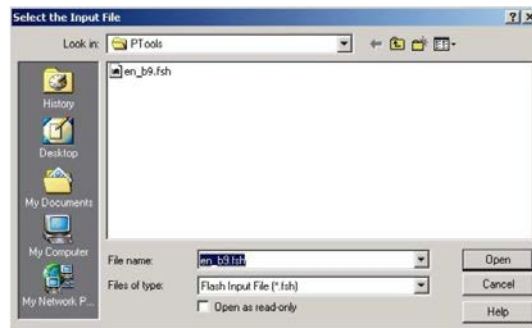 Select the Input File
Look in: PTools
en_b9.fsh
History
Desktop
My Documents
My Computer
My Network P...
File name: en_b9.fsh Open
Files of type: Flash Input File (*.fsh) Cancel
Open as read-only Help